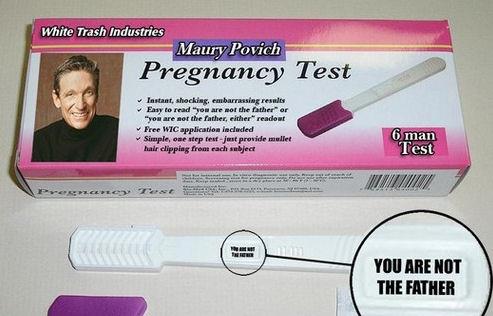 White Trash Industries
Maury Povich
Pregnancy Test
✓ Instant, shocking, embarrassing results
✓ Easy to read "you are not the father" or
"you are not the father, either" readout
✓ Free WIC application included
✓ Simple, one step test - just provide mullet
hair clipping from each subject
6 man
Test
Pregnancy Test
YOU ARE NOT
THE FATHER
YOU ARE NOT
THE FATHER